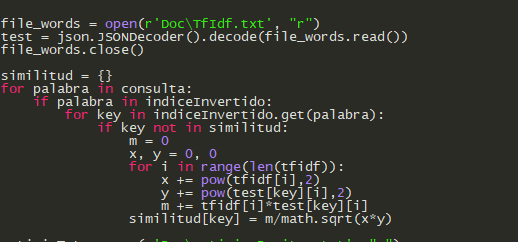 file_words = open(r'Doc\TfIdf.txt', "r")
test = json.JSONDecoder().decode(file_words.read())
file_words.close()
similitud = {}
for palabra in consulta:
if palabra in indiceInvertido:
for key in indiceInvertido.get(palabra):
if key not in similitud:
m = 0
x, y = 0, 0
for i in range(len(tfidf)):
x += pow(tfidf[i],2)
y += pow(test[key][i],2)
m += tfidf[i]*test[key][i]
similitud[key] = m/math.sqrt(x*y)